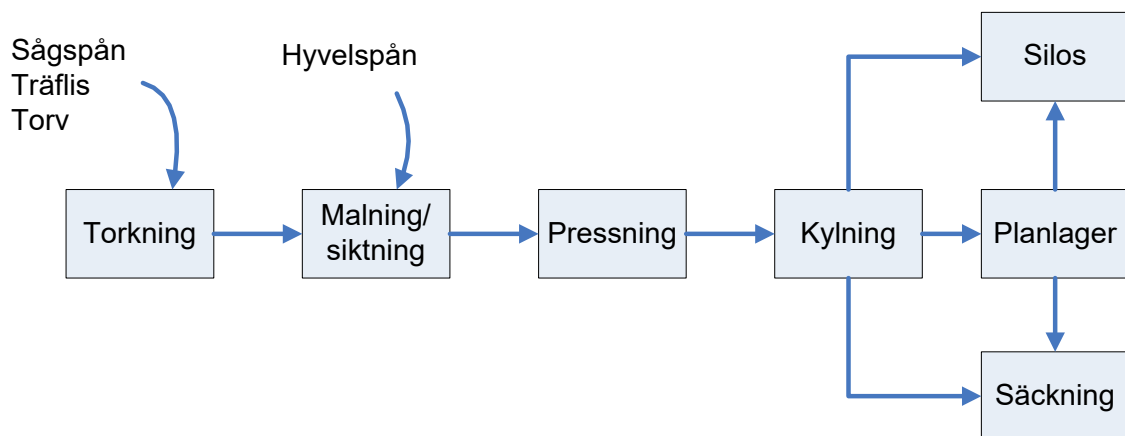 Sågspån
Träflis
Torv
Hyvelspån
Torkning
Malning/
siktning
Pressning
Kylning
Silos
Planlager
Säckning